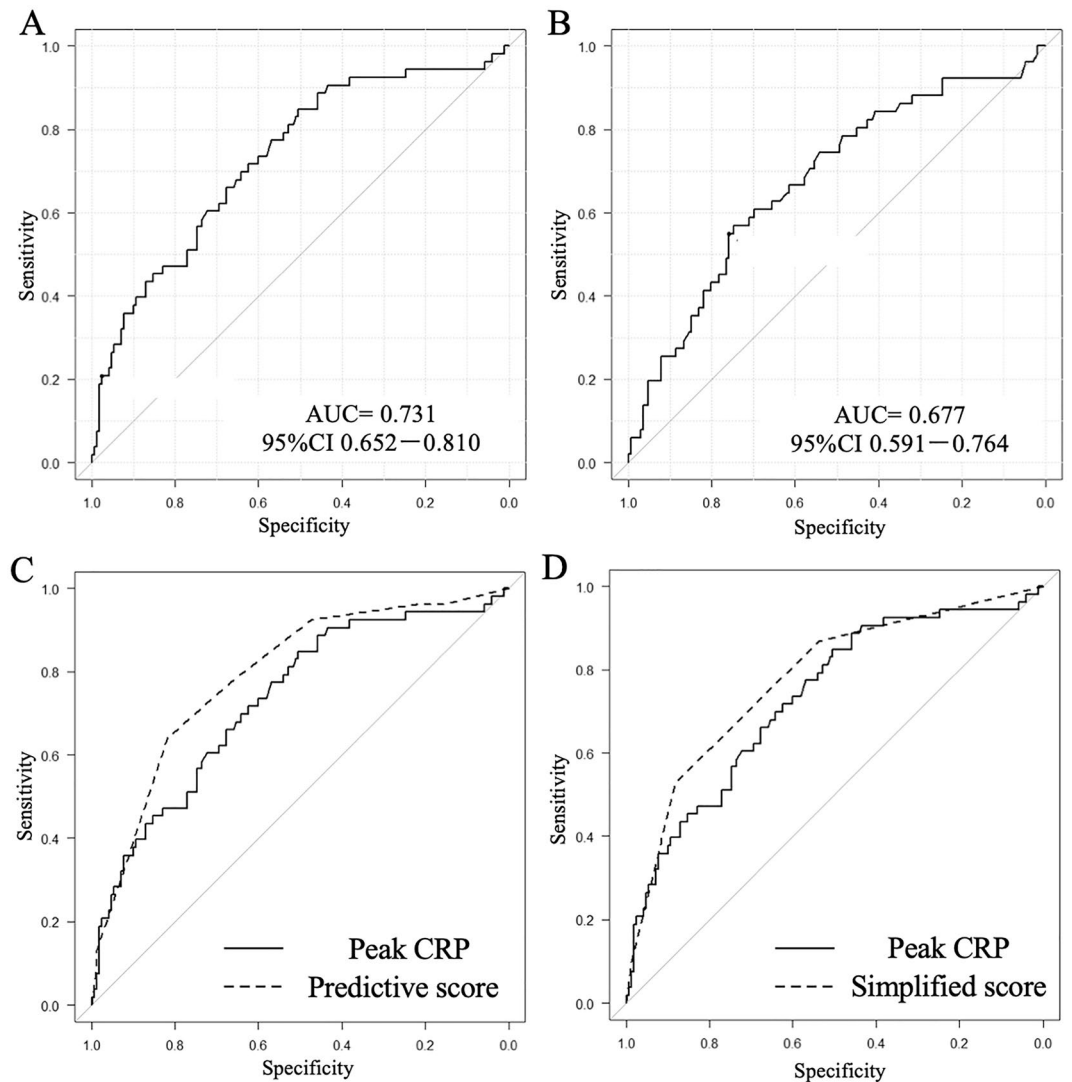 A
1.0
0.8
0.6
0.4
0.2
0.0
Sensitivity
AUC= 0.731
95%CI 0.652－0.810
1.0 0.8 0.6 0.4 0.2 0.0
Specificity
B
1.0
0.8
0.6
0.4
0.2
0.0
Sensitivity
AUC= 0.677
95%CI 0.591－0.764
1.0 0.8 0.6 0.4 0.2 0.0
Specificity
C
1.0
0.8
0.6
0.4
0.2
0.0
Sensitivity
Peak CRP
Predictive score
1.0 0.8 0.6 0.4 0.2 0.0
Specificity
D
1.0
0.8
0.6
0.4
0.2
0.0
Sensitivity
Peak CRP
Simplified score
1.0 0.8 0.6 0.4 0.2 0.0
Specificity